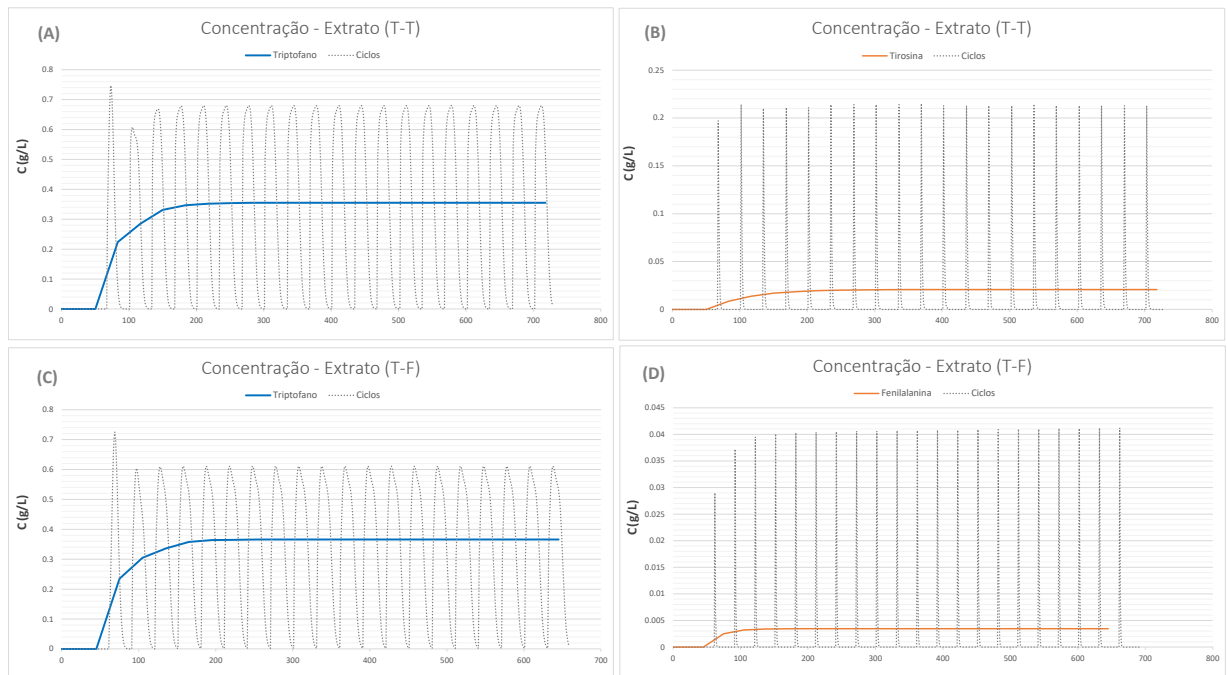 (A)
Concentração - Extrato (T-T)
Triptofano Ciclos
C (g/L)
0.8
0.7
0.6
0.5
0.4
0.3
0.2
0.1
0
0 100 200 300 400 500 600 700 800
(B)
Concentração - Extrato (T-T)
Tirosina Ciclos
C (g/L)
0.25
0.2
0.15
0.1
0.05
0
0 100 200 300 400 500 600 700 800
(C)
Concentração - Extrato (T-F)
Triptofano Ciclos
C (g/L)
0.8
0.7
0.6
0.5
0.4
0.3
0.2
0.1
0
0 100 200 300 400 500 600 700
(D)
Concentração - Extrato (T-F)
Fenilalanina Ciclos
C (g/L)
0.045
0.04
0.035
0.03
0.025
0.02
0.015
0.01
0.005
0
0 100 200 300 400 500 600 700 800